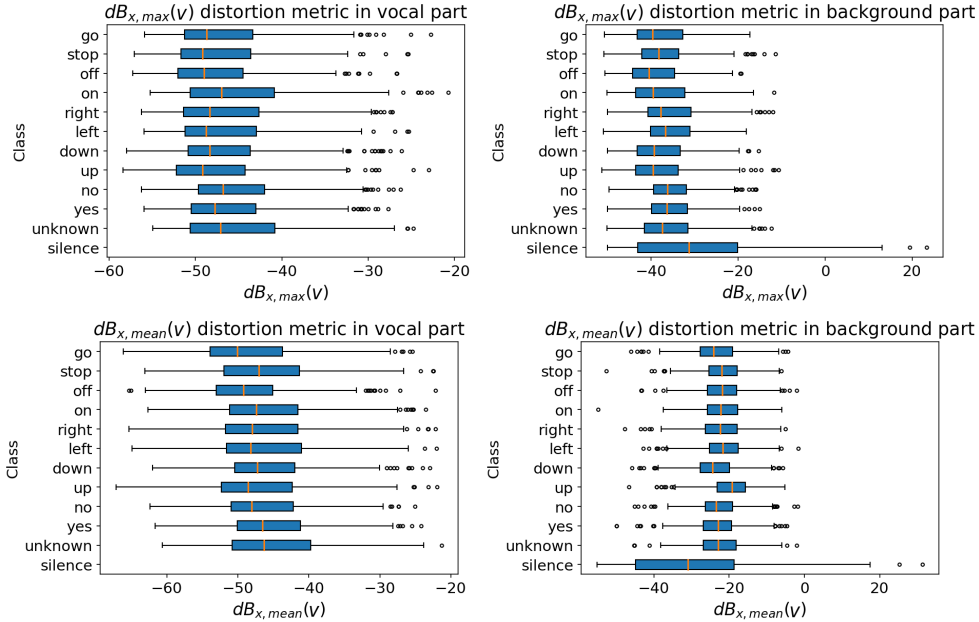 dB_{x,max}(v) distortion metric in vocal part
go
stop
off
on
right
left
down
up
no
yes
unknown
silence
Class
−60 −50 −40 −30 −20
dB_{x,max}(v)
dB_{x,max}(v) distortion metric in background part
go
stop
off
on
right
left
down
up
no
yes
unknown
silence
Class
−40 −20 0 20
dB_{x,max}(v)
dB_{x,mean}(v) distortion metric in vocal part
go
stop
off
on
right
left
down
up
no
yes
unknown
silence
Class
−60 −50 −40 −30 −20
dB_{x,mean}(v)
dB_{x,mean}(v) distortion metric in background part
go
stop
off
on
right
left
down
up
no
yes
unknown
silence
Class
−40 −20 0 20
dB_{x,mean}(v)